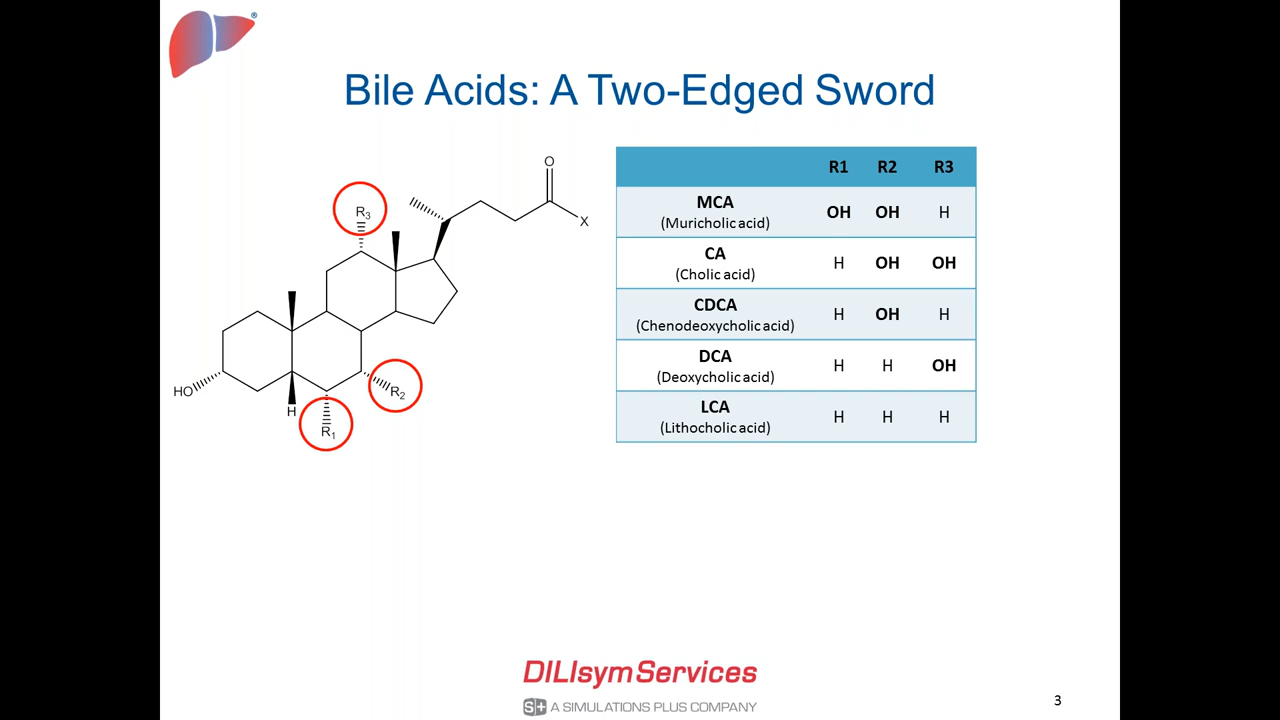 ®
Bile Acids: A Two-Edged Sword
O
X
R3
HO
H
R2
R1
R1 R2 R3
MCA
(Muricholic acid)
OH OH H
CA
(Cholic acid)
H OH OH
CDCA
(Chenodeoxycholic acid)
H OH H
DCA
(Deoxycholic acid)
H H OH
LCA
(Lithocholic acid)
H H H
DILIsym Services
S+ A SIMULATIONS PLUS COMPANY
3